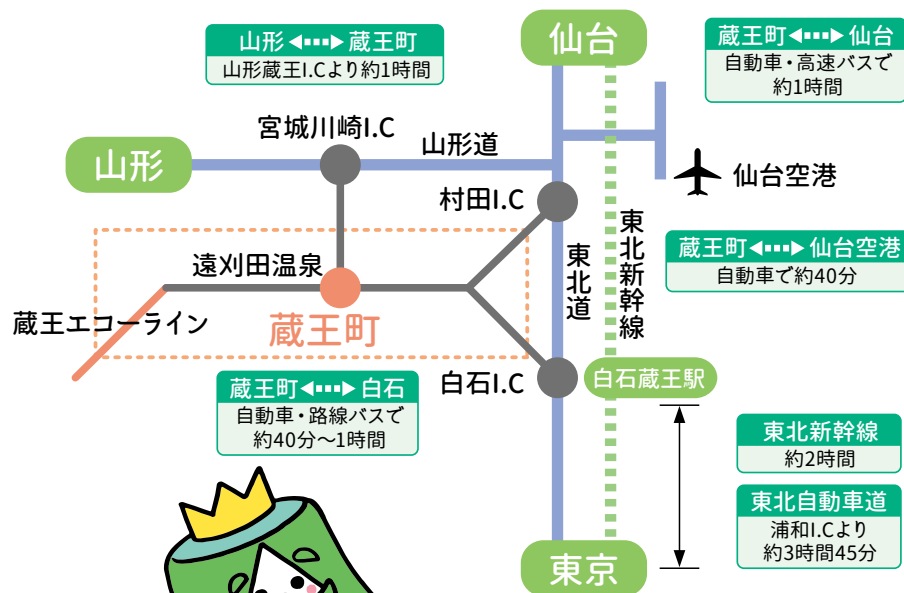 山形 蔵王町
山形蔵王I.Cより約1時間
仙台
蔵王町 仙台
自動車・高速バスで
約1時間
宮城川崎I.C
山形道
山形
仙台空港
村田I.C
東北新幹線
東北道
蔵王町 仙台空港
自動車で約40分
遠刈田温泉
蔵王エコーライン
蔵王町
白石I.C
白石蔵王駅
蔵王町 白石
自動車・路線バスで
約40分〜1時間
東北新幹線
約2時間
東北自動車道
浦和I.Cより
約3時間45分
東京